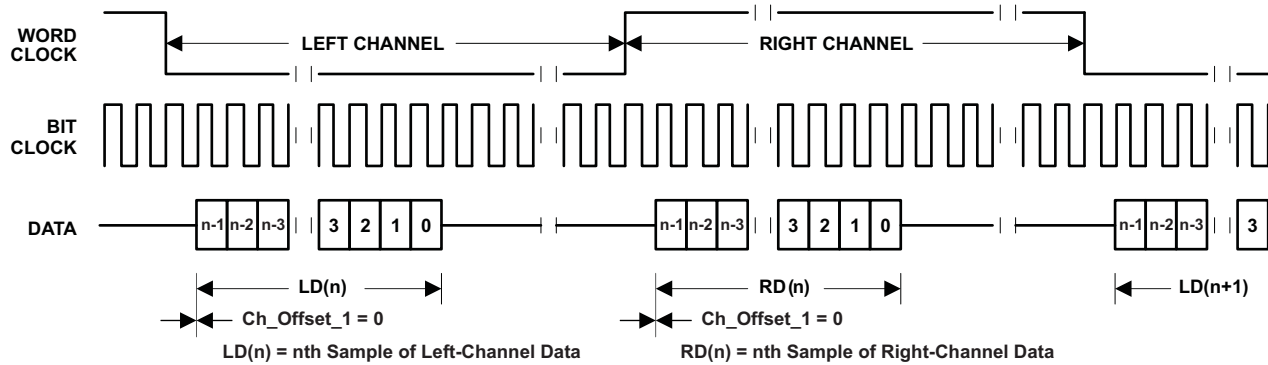 WORD
CLOCK
LEFT CHANNEL
RIGHT CHANNEL
BIT
CLOCK
DATA
n-1 n-2 n-3 3 2 1 0 n-1 n-2 n-3 3 2 1 0 n-1 n-2 n-3 3
LD(n) RD(n) LD(n+1)
Ch_Offset_1 = 0 Ch_Offset_1 = 0
LD(n) = nth Sample of Left-Channel Data RD(n) = nth Sample of Right-Channel Data